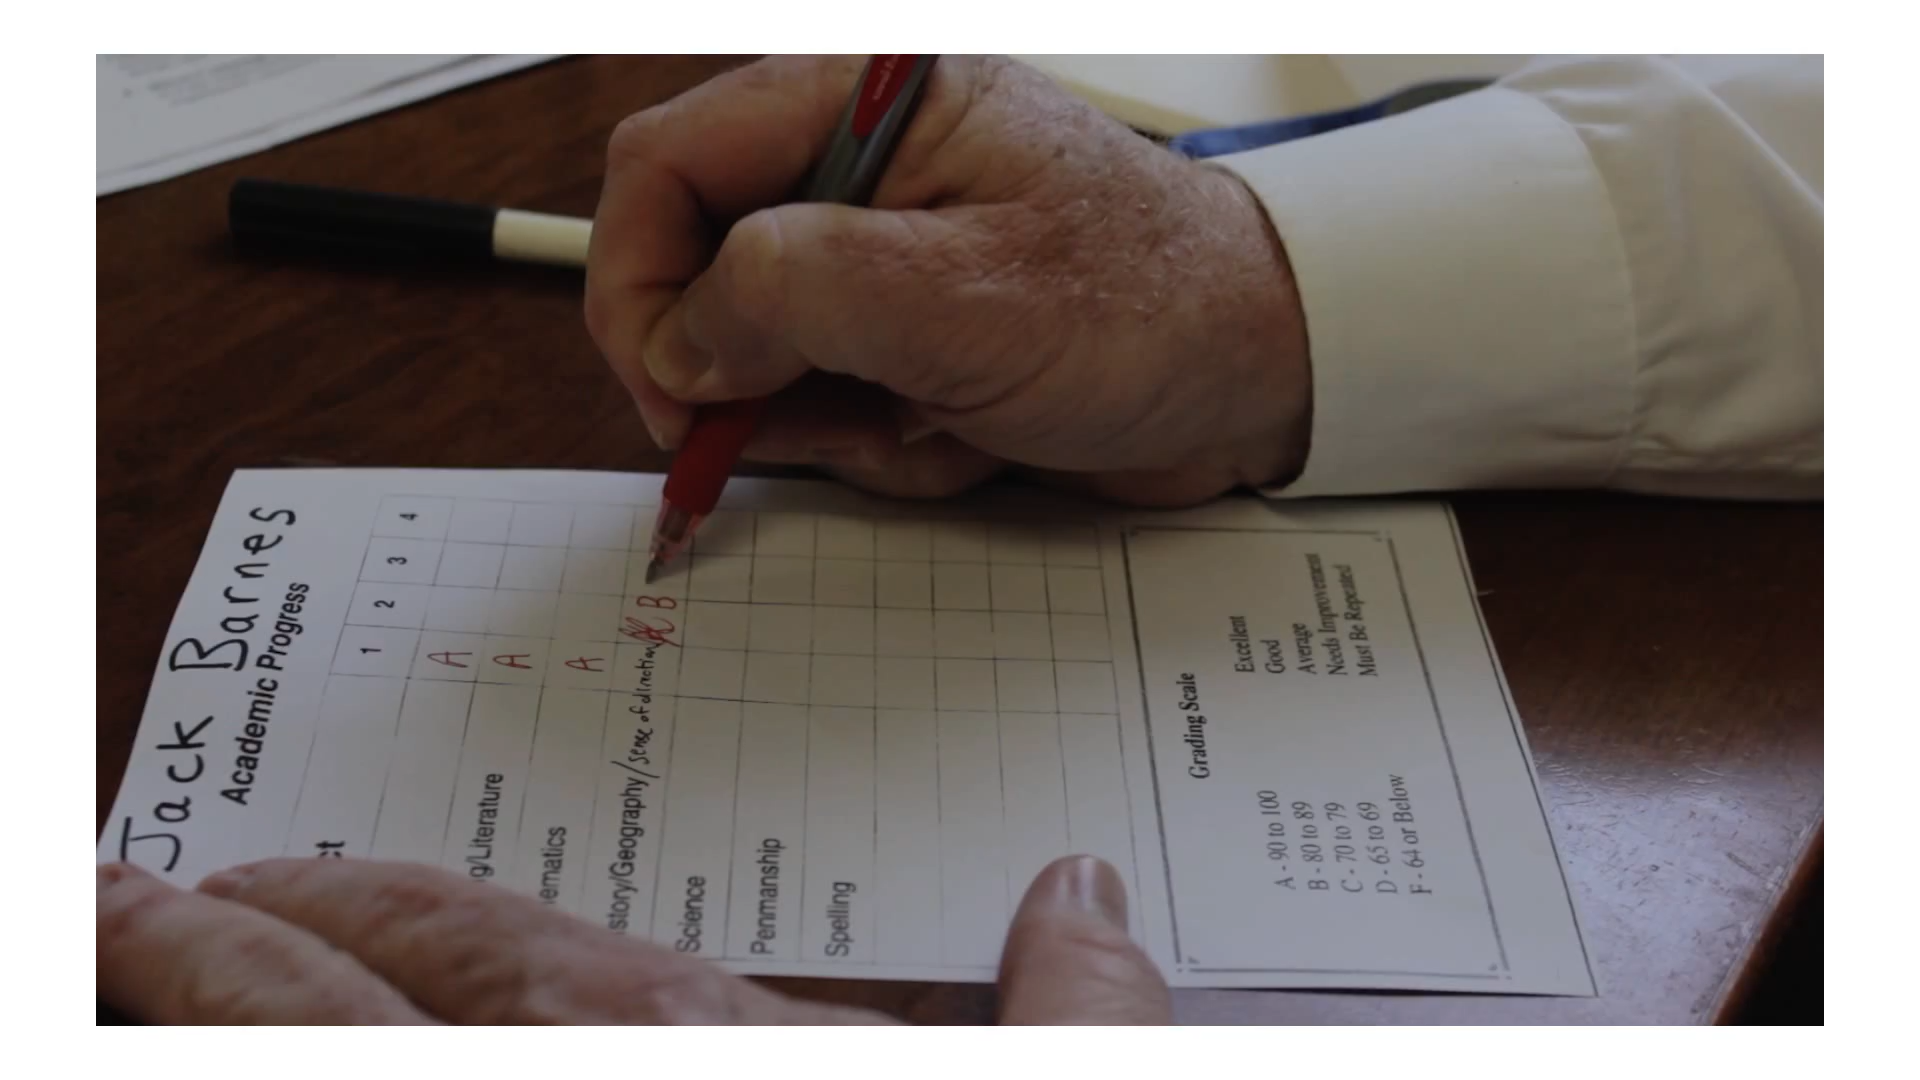 Jack Barnes
Academic Progress
ct 1 2 3 4
A
g/Literature A
ematics A
story/Geography/sense of direction B
Science
Penmanship
Spelling
Grading Scale
A - 90 to 100 Excellent
B - 80 to 89 Good
C - 70 to 79 Average
D - 65 to 69 Needs Improvement
F - 64 or Below Must Be Repeated